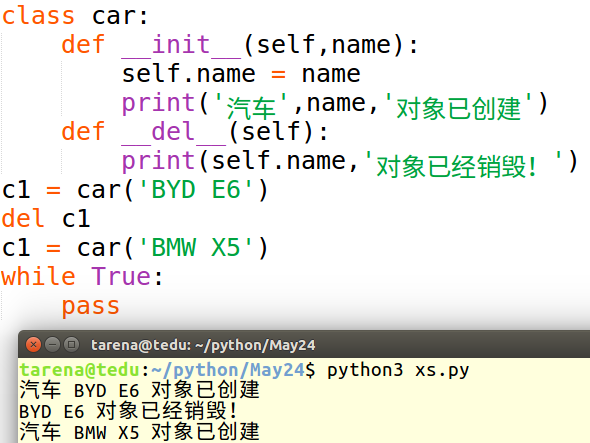 class car:
    def __init__(self,name):
        self.name = name
        print('汽车',name,'对象已创建')
    def __del__(self):
        print(self.name,'对象已经销毁！')
c1 = car('BYD E6')
del c1
c1 = car('BMW X5')
while True:
    pass
tarena@tedu: ~/python/May24
tarena@tedu:~/python/May24$ python3 xs.py
汽车 BYD E6 对象已创建
BYD E6 对象已经销毁！
汽车 BMW X5 对象已创建